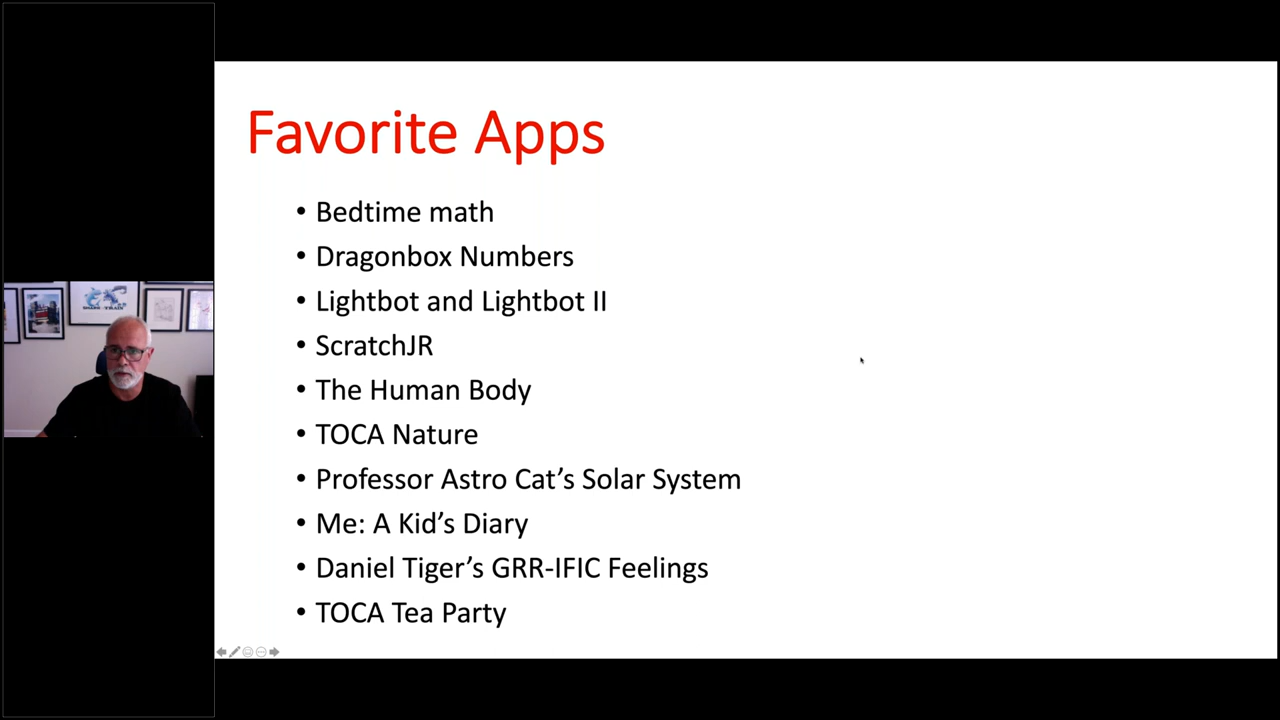 Favorite Apps
• Bedtime math
• Dragonbox Numbers
• Lightbot and Lightbot II
• ScratchJR
• The Human Body
• TOCA Nature
• Professor Astro Cat’s Solar System
• Me: A Kid’s Diary
• Daniel Tiger’s GRR-IFIC Feelings
• TOCA Tea Party